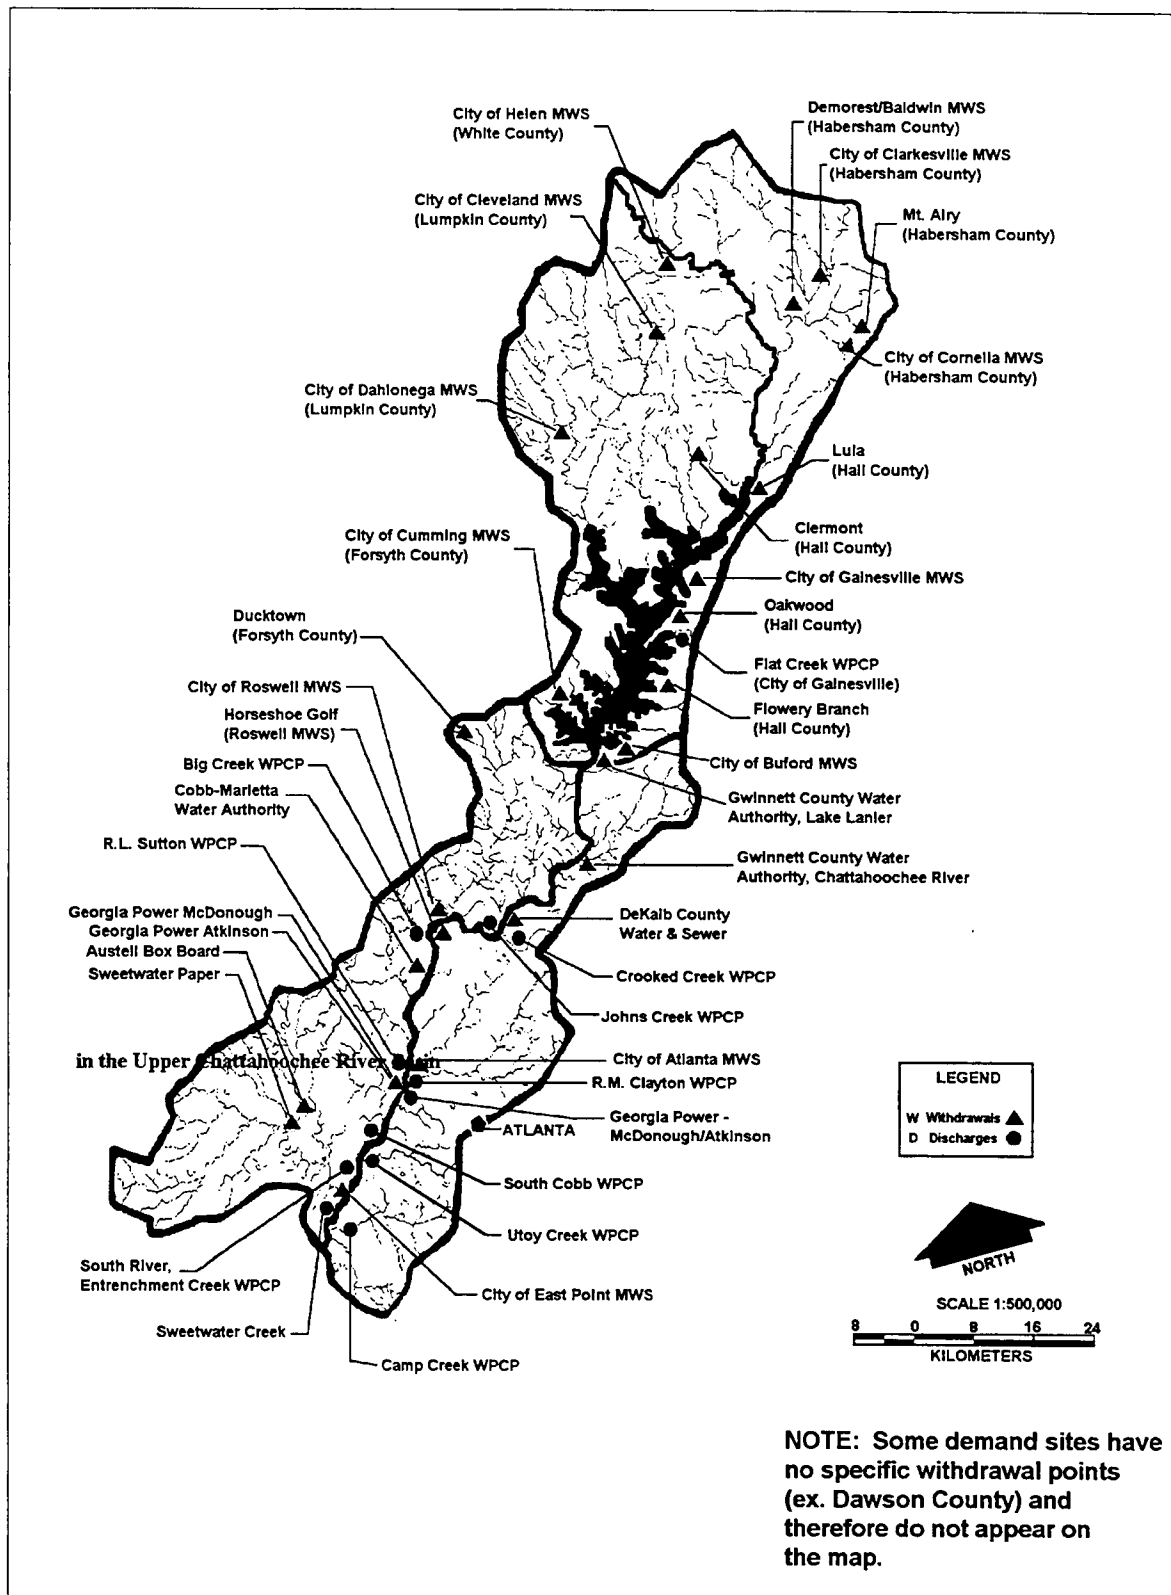 City of Helen MWS
(White County)
Demorest/Baldwin MWS
(Habersham County)
City of Clarkesville MWS
(Habersham County)
City of Cleveland MWS
(Lumpkin County)
Mt. Airy
(Habersham County)
City of Cornelia MWS
(Habersham County)
City of Dahlonega MWS
(Lumpkin County)
Lula
(Hall County)
City of Cumming MWS
(Forsyth County)
Clermont
(Hall County)
City of Gainesville MWS
Ducktown
(Forsyth County)
Oakwood
(Hall County)
Flat Creek WPCP
(City of Gainesville)
City of Roswell MWS
Horseshoe Golf
(Roswell MWS)
Flowery Branch
(Hall County)
Big Creek WPCP
City of Buford MWS
Cobb-Marietta
Water Authority
Gwinnett County Water
Authority, Lake Lanier
R.L. Sutton WPCP
Gwinnett County Water
Authority, Chattahoochee River
Georgia Power McDonough
Georgia Power Atkinson
Austell Box Board
Sweetwater Paper
DeKalb County
Water & Sewer
Crooked Creek WPCP
Johns Creek WPCP
in the Upper Chattahoochee River Basin
City of Atlanta MWS
R.M. Clayton WPCP
Georgia Power -
McDonough/Atkinson
ATLANTA
South Cobb WPCP
Utoy Creek WPCP
South River,
Entrenchment Creek WPCP
City of East Point MWS
Sweetwater Creek
Camp Creek WPCP
LEGEND
W Withdrawals
D Discharges
NORTH
SCALE 1:500,000
8 0 8 16 24
KILOMETERS
NOTE: Some demand sites have
no specific withdrawal points
(ex. Dawson County) and
therefore do not appear on
the map.